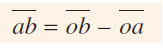 ab = ob – oa